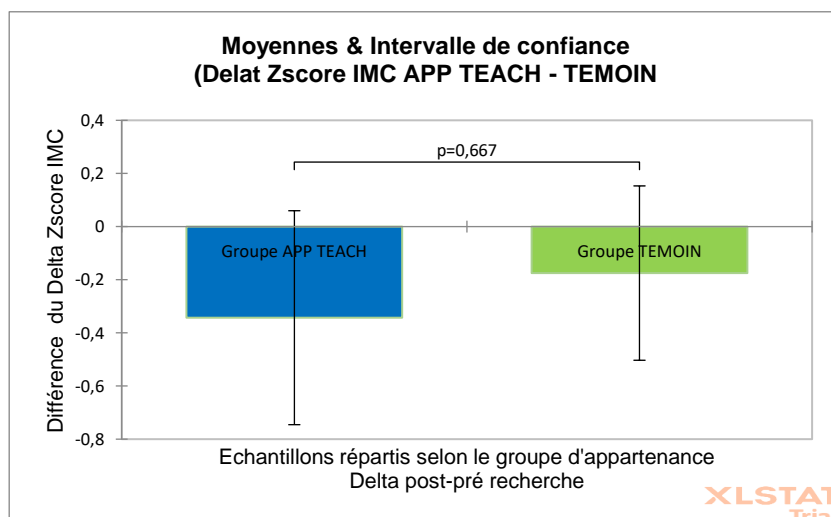 Moyennes & Intervalle de confiance
(Delat Zscore IMC APP TEACH - TEMOIN
Différence du Delta Zscore IMC
0,4
0,2
0
-0,2
-0,4
-0,6
-0,8
p=0,667
Groupe APP TEACH
Groupe TEMOIN
Echantillons répartis selon le groupe d'appartenance
Delta post-pré recherche
XLSTAT
Tria